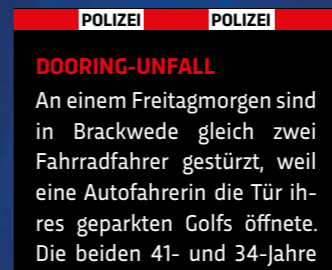 POLIZEI POLIZEI
DOORING-UNFALL
An einem Freitagmorgen sind
in Brackwede gleich zwei
Fahrradfahrer gestürzt, weil
eine Autofahrerin die Tür ih-
res geparkten Golfs öffnete.
Die beiden 41- und 34-Jahre